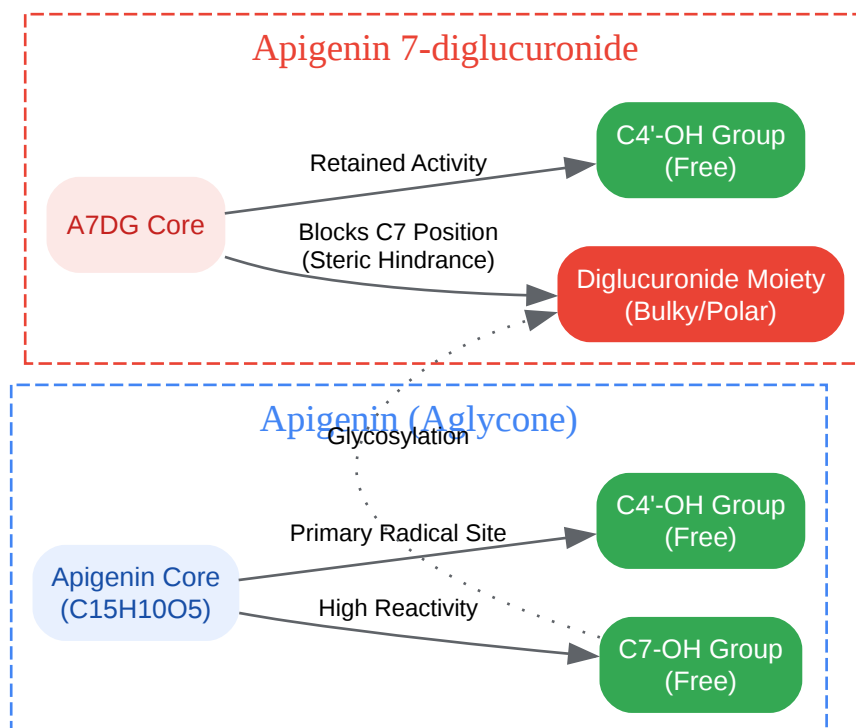 Apigenin 7-diglucuronide
C4'-OH Group
(Free)
Retained Activity
A7DG Core
Blocks C7 Position
(Steric Hindrance)
Diglucuronide Moiety
(Bulky/Polar)
Apigenin (Aglycone)
Glycosylation
C4'-OH Group
(Free)
Primary Radical Site
Apigenin Core
(C15H10O5)
High Reactivity
C7-OH Group
(Free)